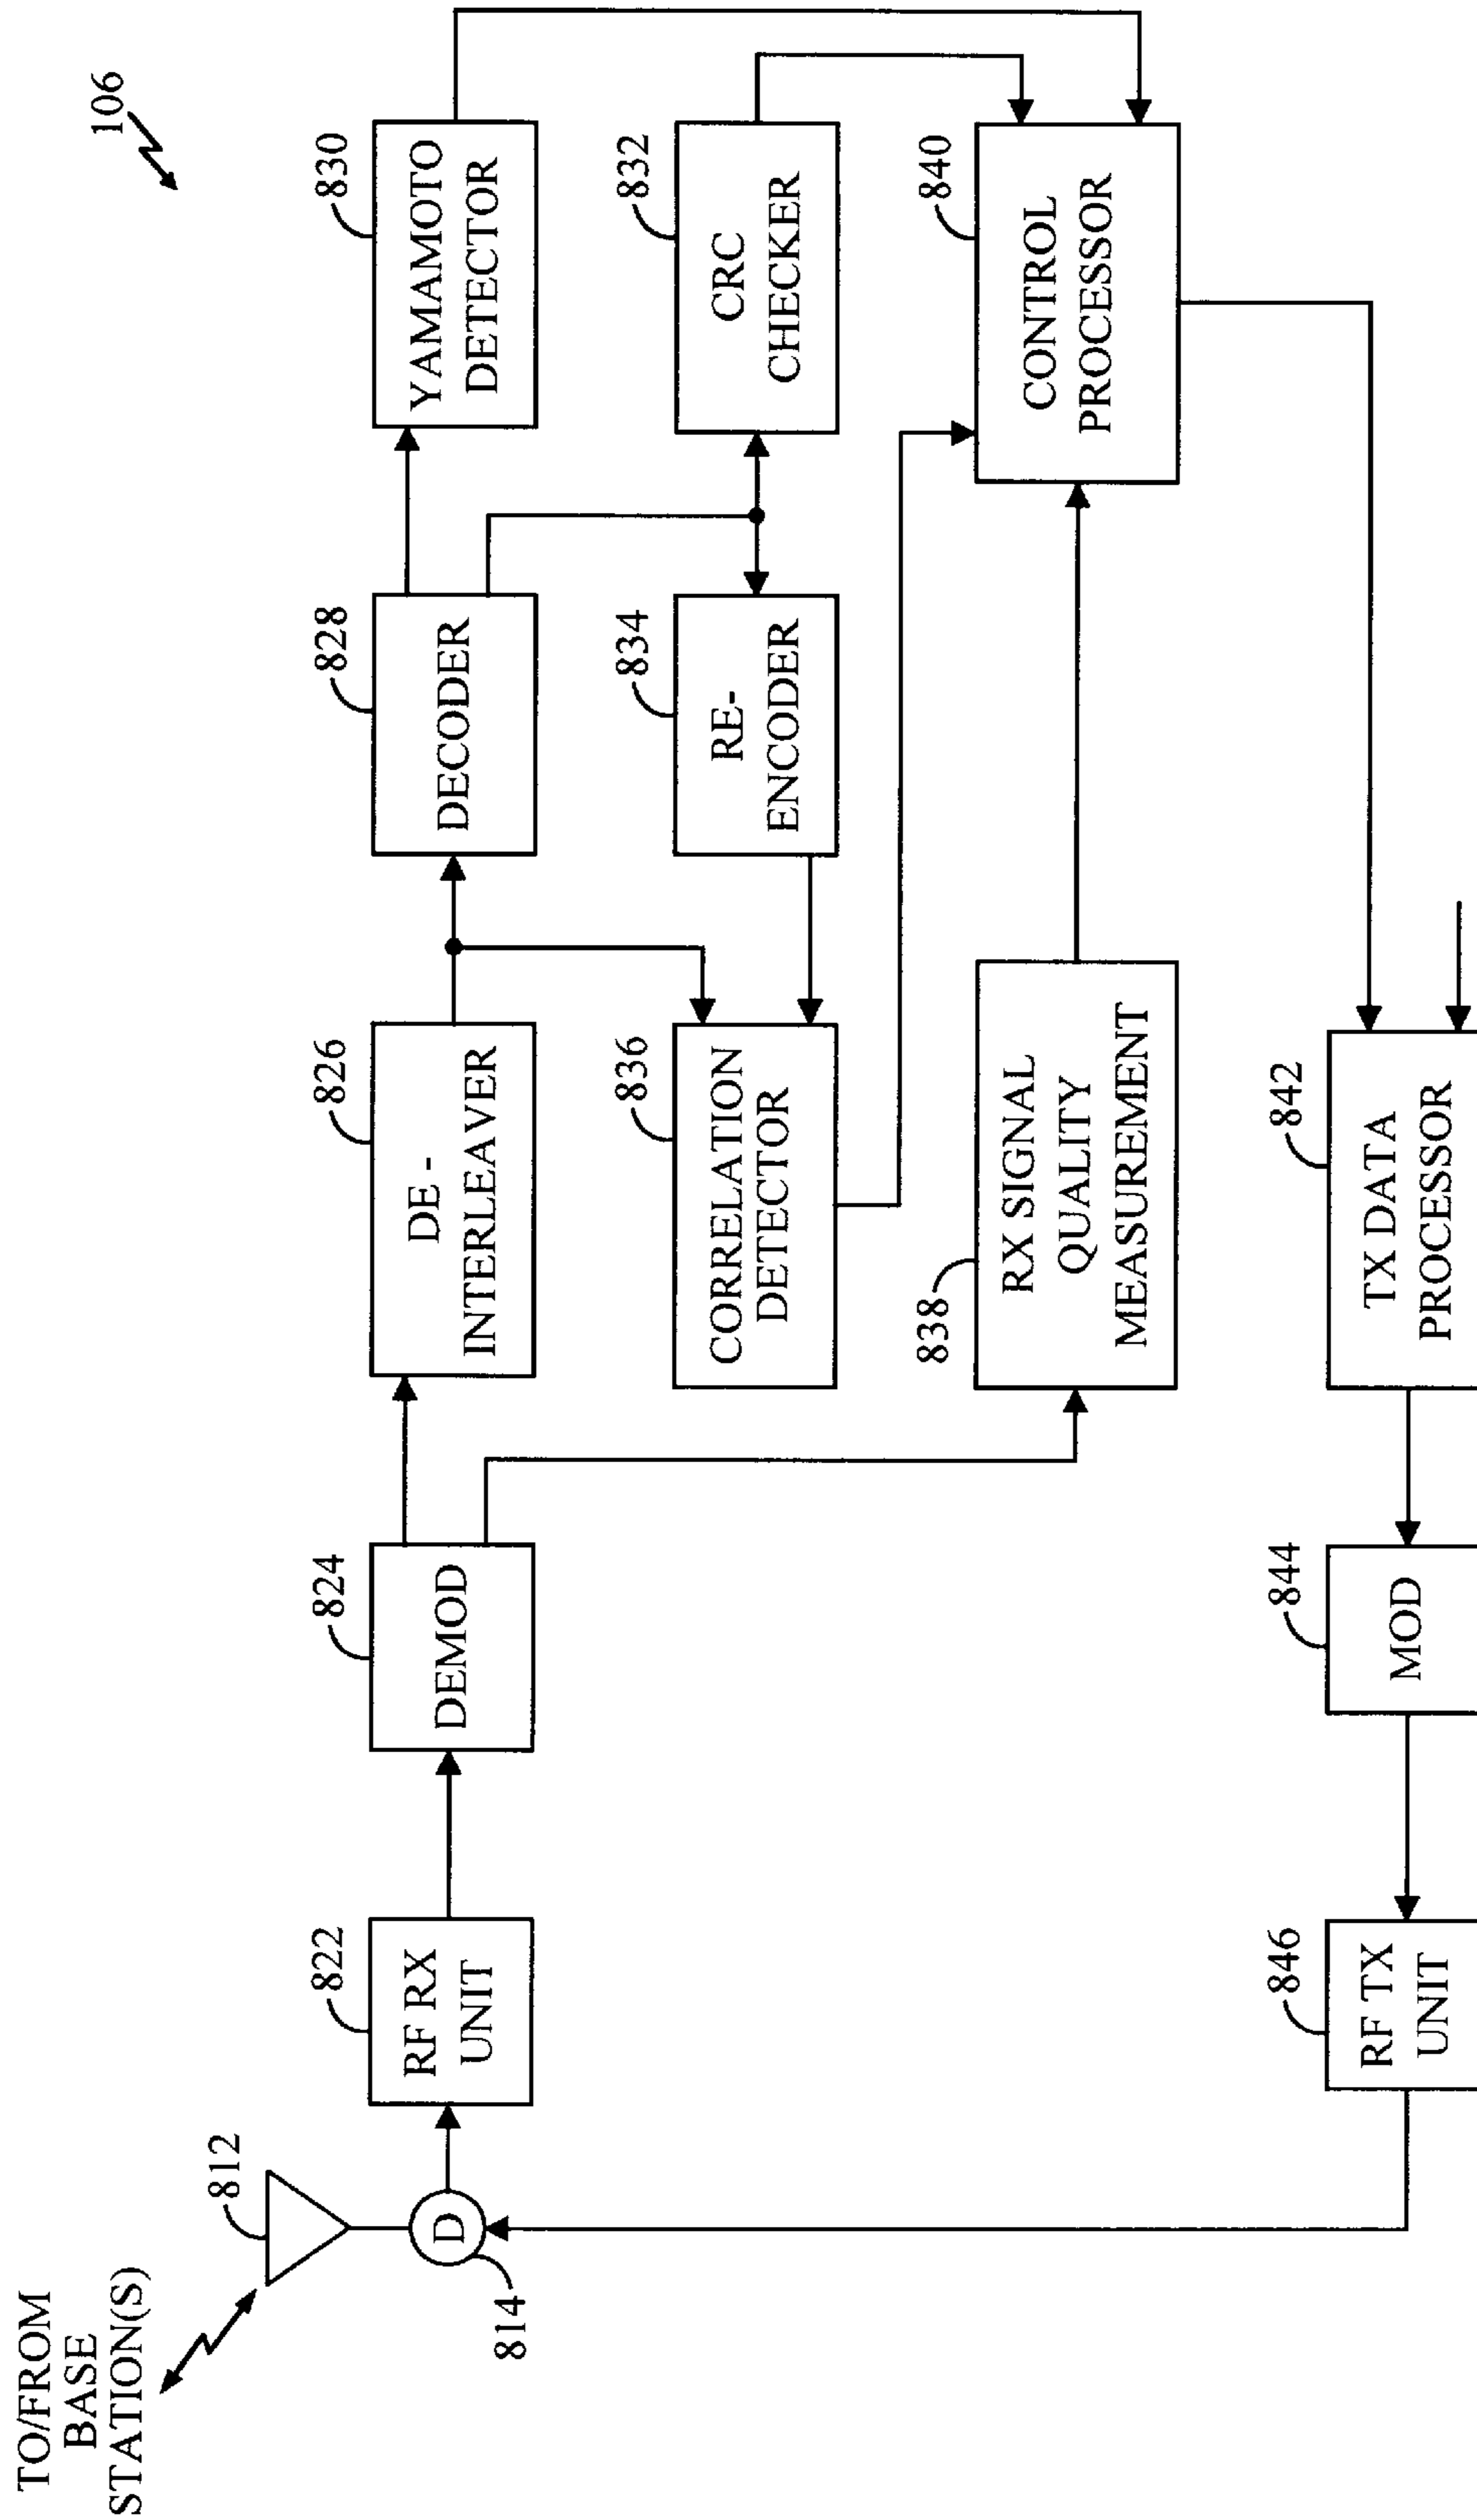 106
TO/FROM
BASE
STATION(S)
812
814
D
822
RF RX
UNIT
824
DEMOD
826
DE -
INTERLEAVER
828
DECODER
830
YAMAMOTO
DETECTOR
836
CORRELATION
DETECTOR
834
RE-
ENCODER
832
CRC
CHECKER
838
RX SIGNAL
QUALITY
MEASUREMENT
840
CONTROL
PROCESSOR
846
RF TX
UNIT
844
MOD
842
TX DATA
PROCESSOR